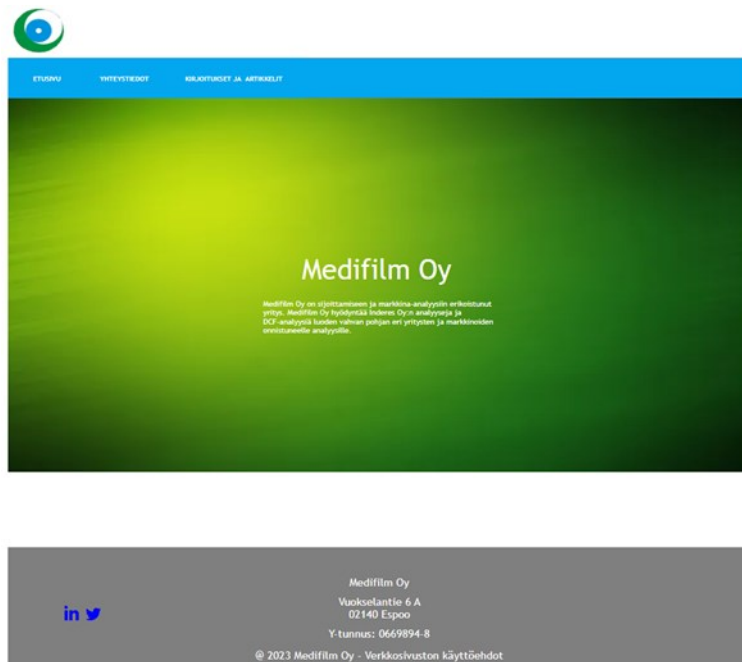 ETUSIVU YHTEYSTIEDOT KIRJOITUKSET JA ARTIKKELIT
Medifilm Oy
Medifilm Oy on sijoittamiseen ja markkina-analyysiin erikoistunut
yritys. Medifilm Oy hyödyntää Inderes Oy:n analyyseja ja
DCF-analyysiä luoden vahvan pohjan eri yritysten ja markkinoiden
onnistuneelle analyysille.
Medifilm Oy
Vuokselantie 6 A
02140 Espoo
in
Y-tunnus: 0669894-8
@ 2023 Medifilm Oy - Verkkosivuston käyttöehdot